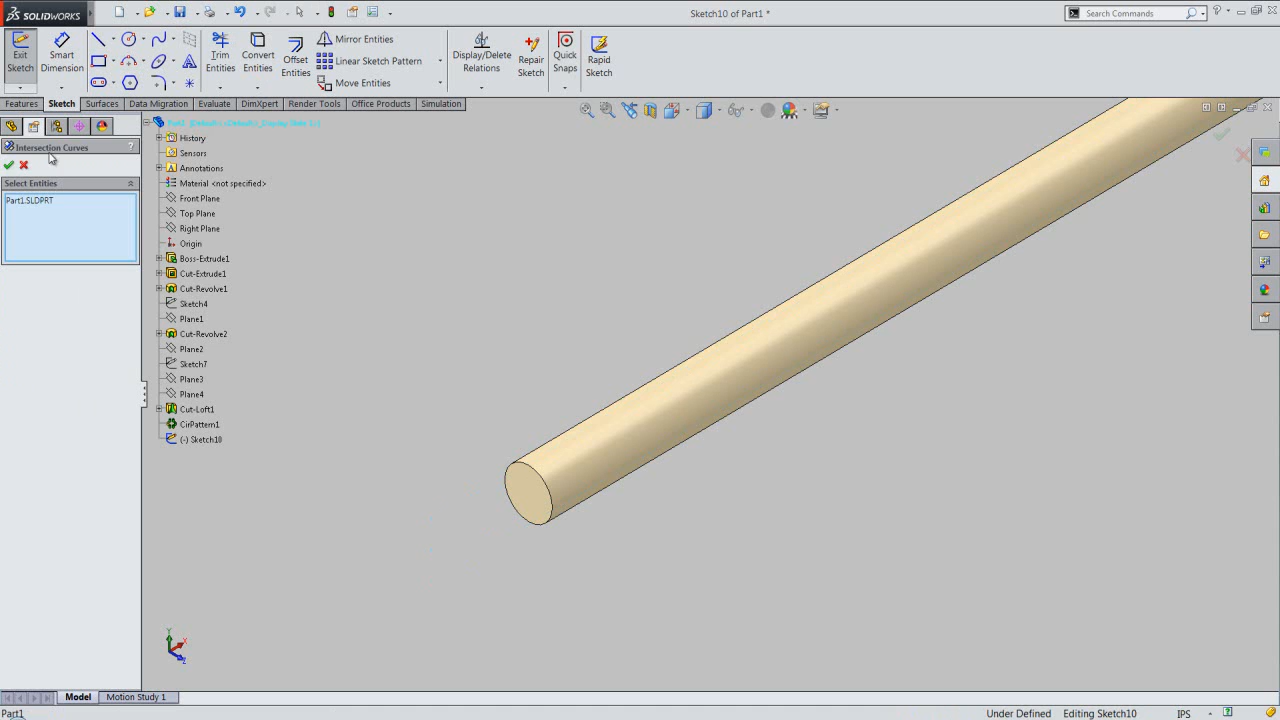 SOLIDWORKS
Sketch10 of Part1 *
Search Commands
Exit Sketch
Smart Dimension
Trim Entities
Convert Entities
Offset Entities
Mirror Entities
Linear Sketch Pattern
Move Entities
Display/Delete Relations
Repair Sketch
Quick Snaps
Rapid Sketch
Features
Sketch
Surfaces
Data Migration
Evaluate
DimXpert
Render Tools
Office Products
Simulation
Intersection Curves
?
Select Entities
Part1.SLDPRT
History
Sensors
Annotations
Material <not specified>
Front Plane
Top Plane
Right Plane
Origin
Boss-Extrude1
Cut-Extrude1
Cut-Revolve1
Sketch4
Plane1
Cut-Revolve2
Plane2
Sketch7
Plane3
Plane4
Cut-Loft1
CirPattern1
(-) Sketch10
Y
X
Z
Model
Motion Study 1
Part1
Under Defined
Editing Sketch10
IPS